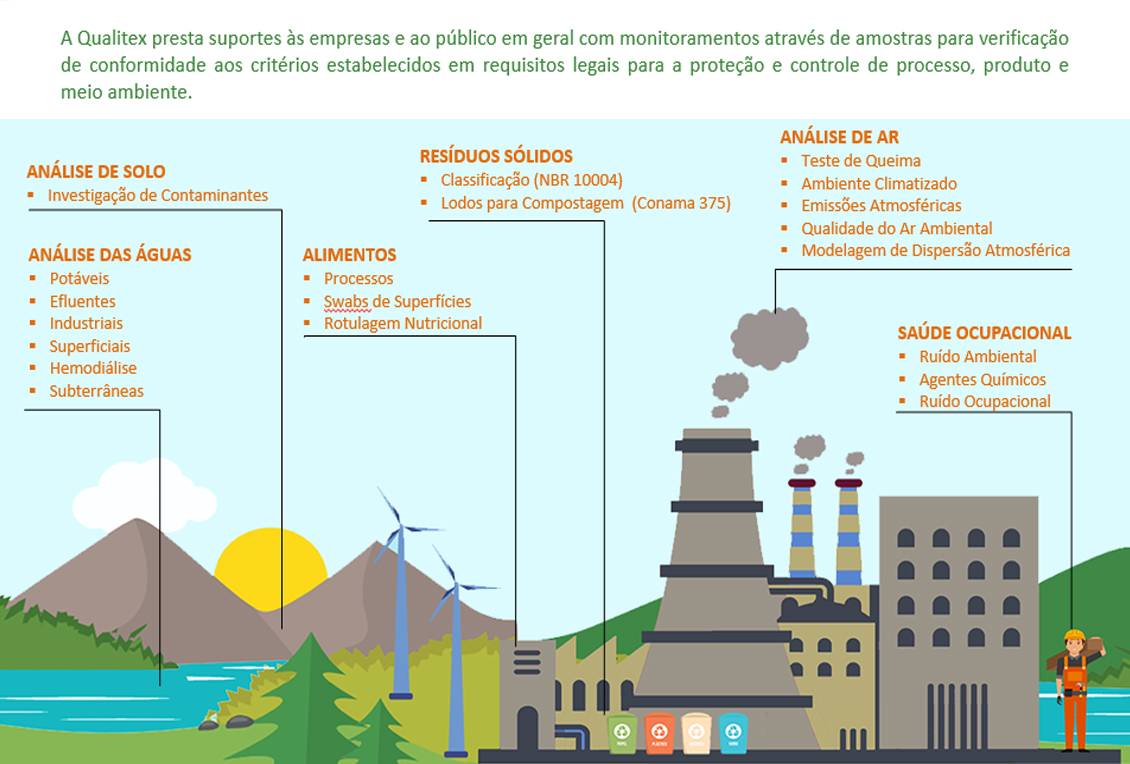 A Qualitex presta suportes às empresas e ao público em geral com monitoramentos através de amostras para verificação
de conformidade aos critérios estabelecidos em requisitos legais para a proteção e controle de processo, produto e
meio ambiente.
ANÁLISE DE SOLO
▪ Investigação de Contaminantes
ANÁLISE DAS ÁGUAS
▪ Potáveis
▪ Efluentes
▪ Industriais
▪ Superficiais
▪ Hemodiálise
▪ Subterrâneas
ALIMENTOS
▪ Processos
▪ Swabs de Superfícies
▪ Rotulagem Nutricional
RESÍDUOS SÓLIDOS
▪ Classificação (NBR 10004)
▪ Lodos para Compostagem (Conama 375)
ANÁLISE DE AR
▪ Teste de Queima
▪ Ambiente Climatizado
▪ Emissões Atmosféricas
▪ Qualidade do Ar Ambiental
▪ Modelagem de Dispersão Atmosférica
SAÚDE OCUPACIONAL
▪ Ruído Ambiental
▪ Agentes Químicos
▪ Ruído Ocupacional